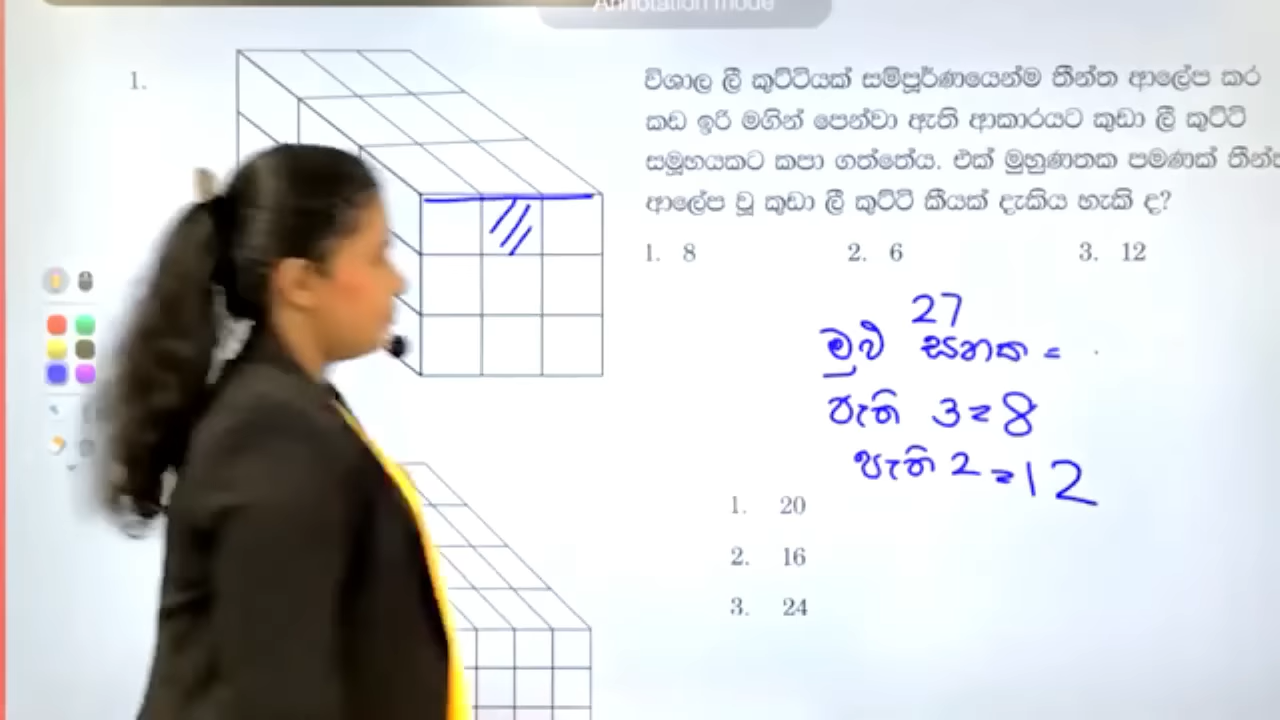 Annotation mode
1.
විශාල ලී කුට්ටියක් සම්පූර්ණයෙන්ම තීන්ත ආලේප කර
කඩ ඉරි මගින් පෙන්වා ඇති ආකාරයට කුඩා ලී කුට්ටි
සමූහයකට කපා ගත්තේය. එක් මුහුණතක පමණක් තීන්ත
ආලේප වූ කුඩා ලී කුට්ටි කීයක් දැකිය හැකි ද?
1. 8 2. 6 3. 12
27
මුළු ඝනක =
පැති 3 = 8
පැති 2 = 12
1. 20
2. 16
3. 24